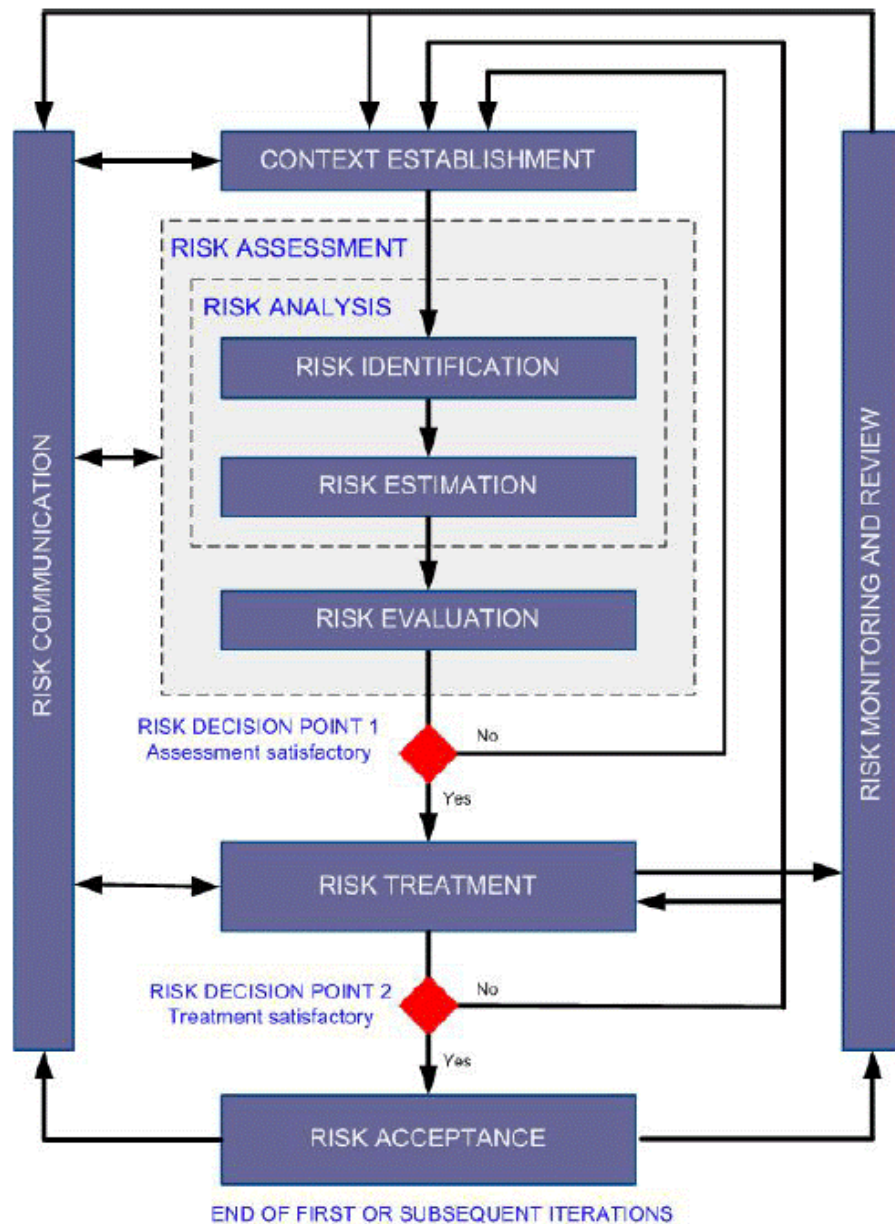 CONTEXT ESTABLISHMENT
RISK ASSESSMENT
RISK ANALYSIS
RISK IDENTIFICATION
RISK ESTIMATION
RISK EVALUATION
RISK COMMUNICATION
RISK MONITORING AND REVIEW
RISK DECISION POINT 1
Assessment satisfactory
No
Yes
RISK TREATMENT
RISK DECISION POINT 2
Treatment satisfactory
No
Yes
RISK ACCEPTANCE
END OF FIRST OR SUBSEQUENT ITERATIONS